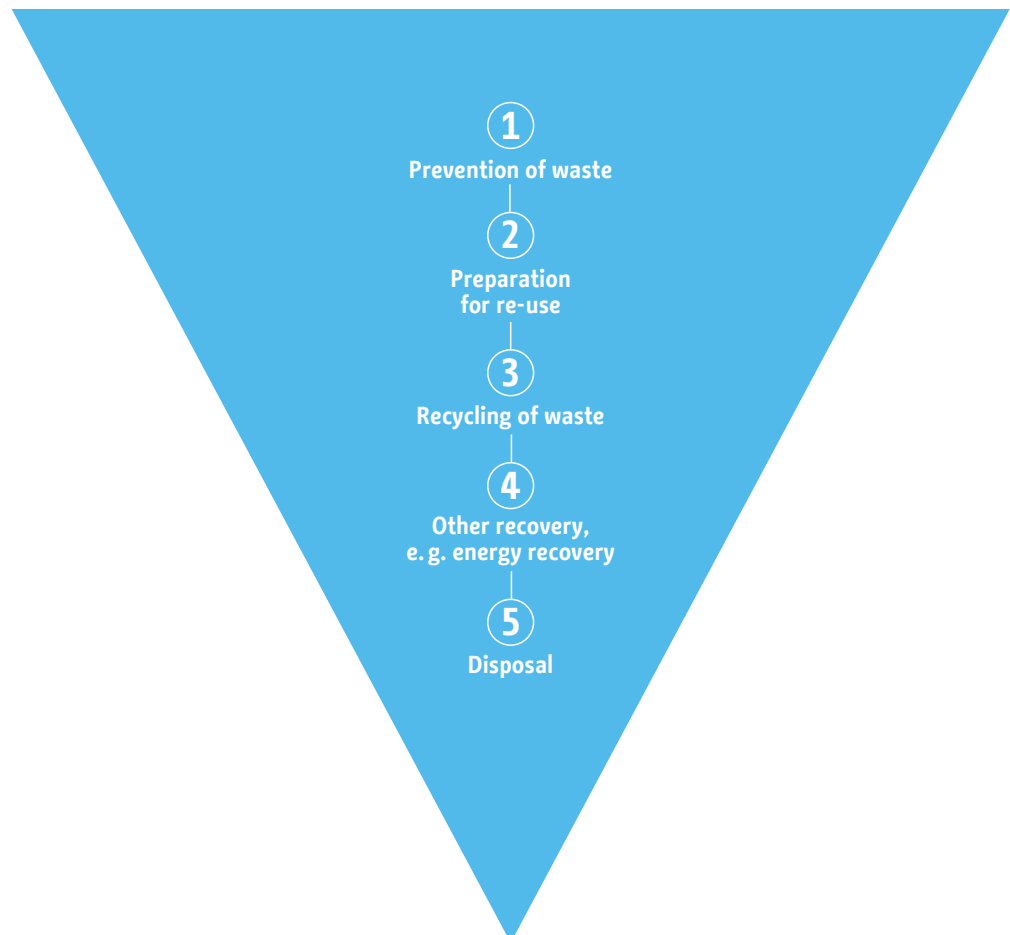 1
Prevention of waste
2
Preparation
for re-use
3
Recycling of waste
4
Other recovery,
e. g. energy recovery
5
Disposal